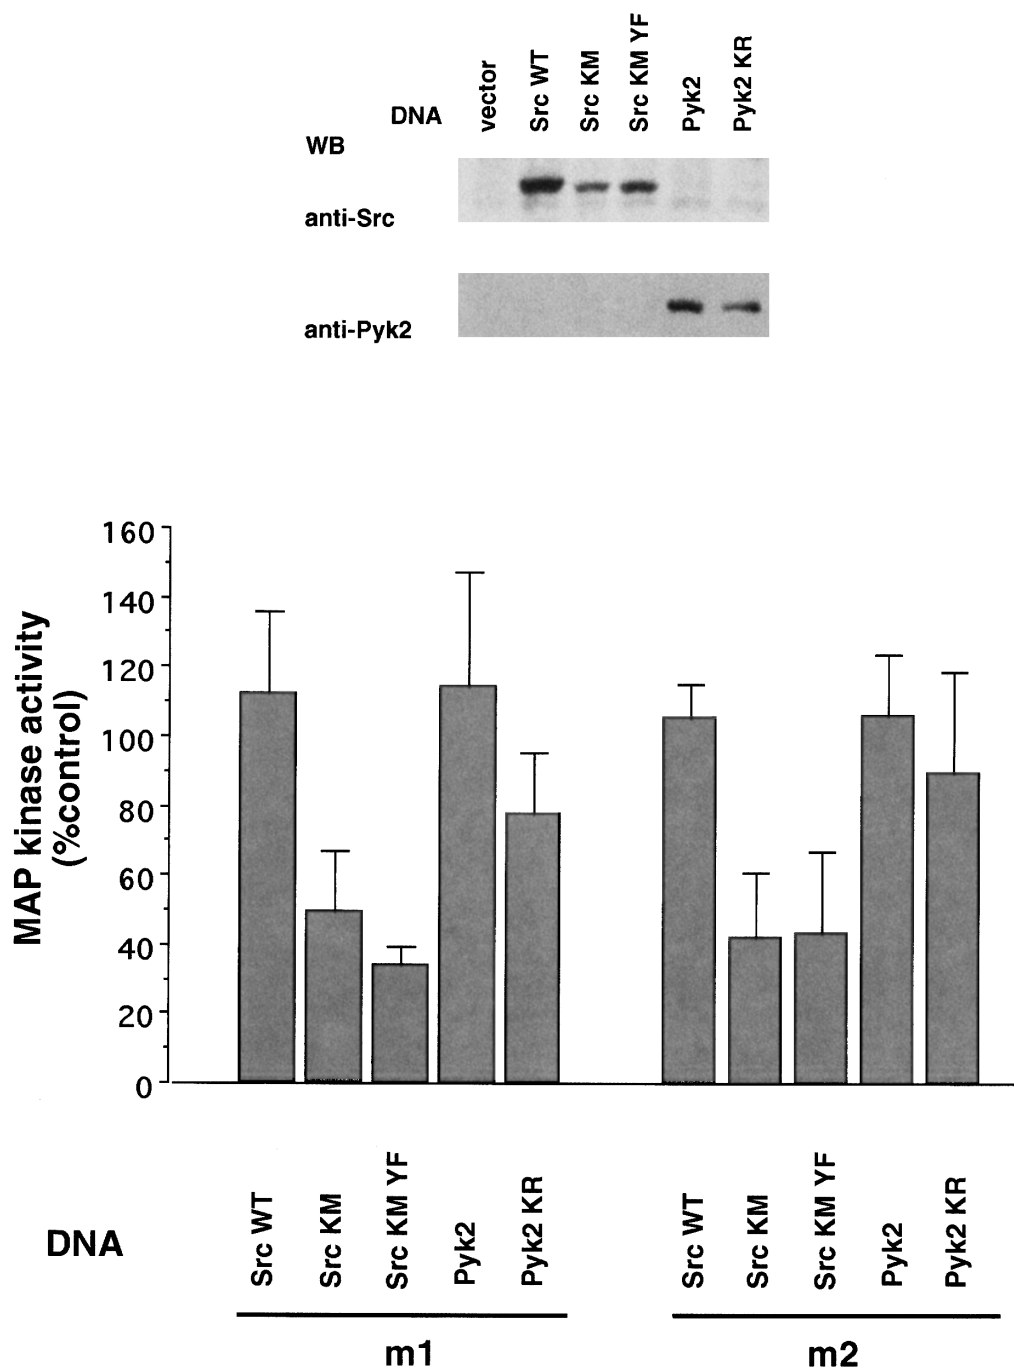 DNA
vector
Src WT
Src KM
Src KM YF
Pyk2
Pyk2 KR
WB
anti-Src
anti-Pyk2
MAP kinase activity
(%control)
160
140
120
100
80
60
40
20
0
DNA
Src WT
Src KM
Src KM YF
Pyk2
Pyk2 KR
Src WT
Src KM
Src KM YF
Pyk2
Pyk2 KR
m1
m2